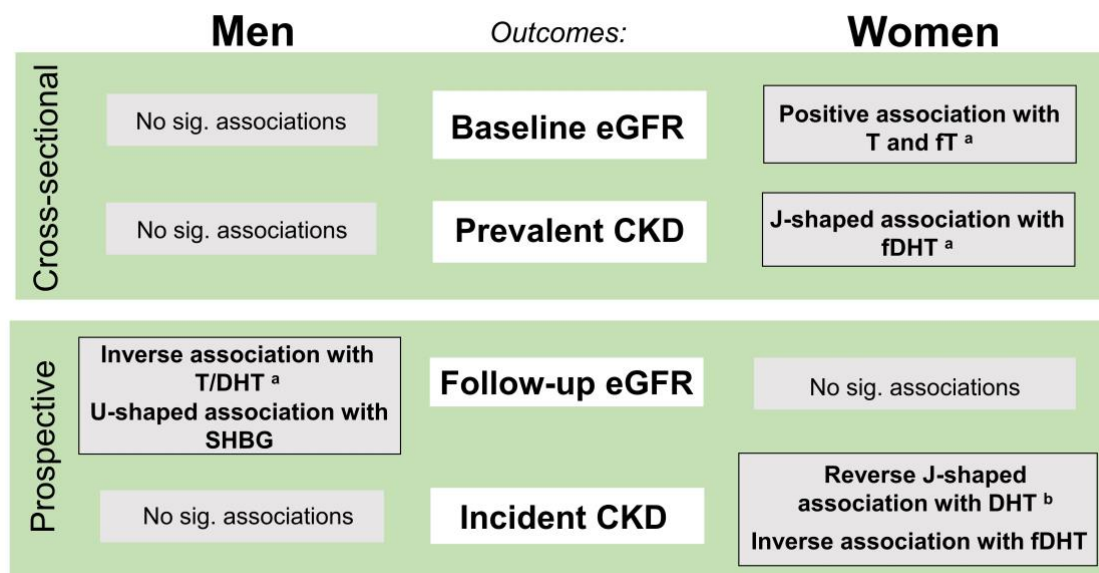 Men
Outcomes:
Women
Cross-sectional
No sig. associations
Baseline eGFR
Positive association with
T and fT ᵃ
No sig. associations
Prevalent CKD
J-shaped association with
fDHT ᵃ
Prospective
Inverse association with
T/DHT ᵃ
U-shaped association with
SHBG
Follow-up eGFR
No sig. associations
No sig. associations
Incident CKD
Reverse J-shaped
association with DHT ᵇ
Inverse association with fDHT